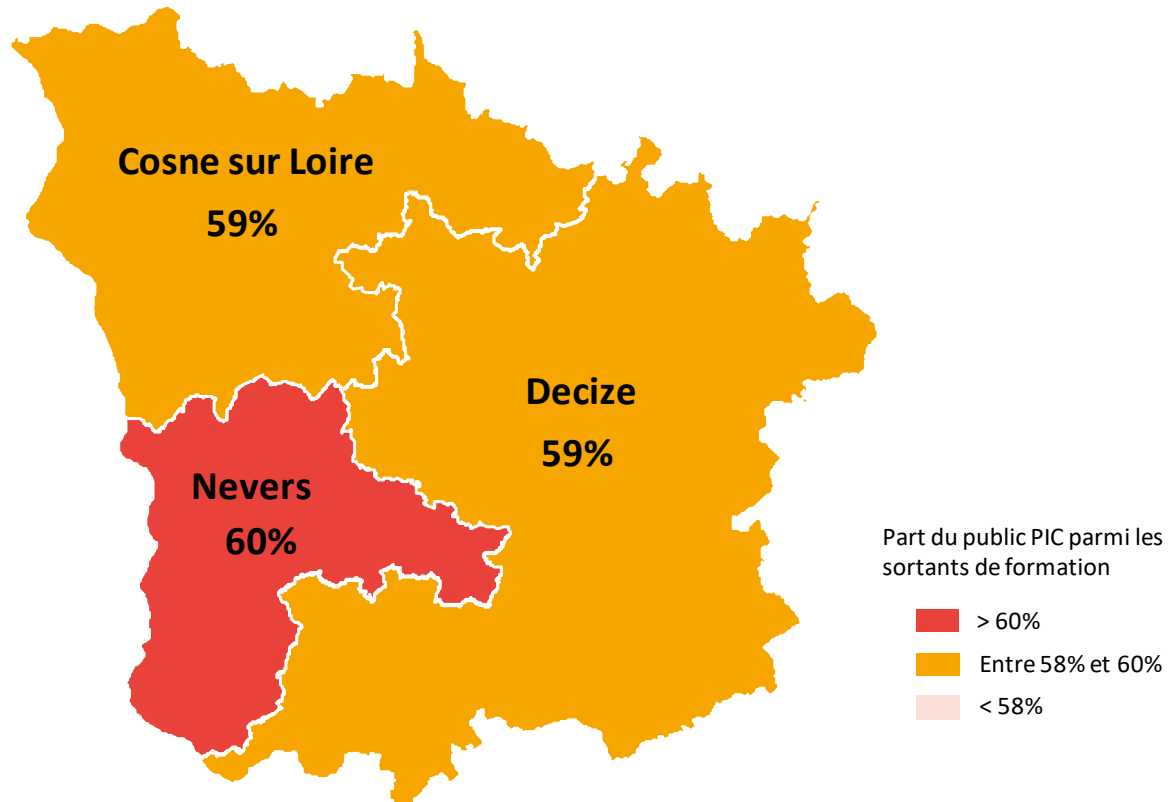 Cosne sur Loire
59%
Decize
59%
Nevers
60%
Part du public PIC parmi les
sortants de formation
> 60%
Entre 58% et 60%
< 58%